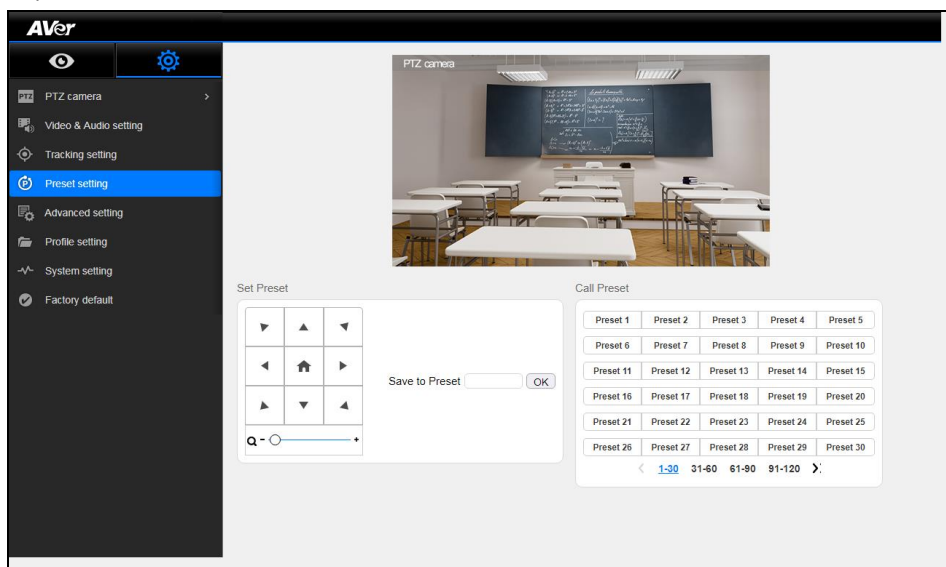 AVer
PTZ PTZ camera
Video & Audio setting
Tracking setting
P Preset setting
Advanced setting
Profile setting
System setting
Factory default
PTZ camera
Set Preset
Save to Preset OK
Call Preset
Preset 1 Preset 2 Preset 3 Preset 4 Preset 5
Preset 6 Preset 7 Preset 8 Preset 9 Preset 10
Preset 11 Preset 12 Preset 13 Preset 14 Preset 15
Preset 16 Preset 17 Preset 18 Preset 19 Preset 20
Preset 21 Preset 22 Preset 23 Preset 24 Preset 25
Preset 26 Preset 27 Preset 28 Preset 29 Preset 30
1-30 31-60 61-90 91-120